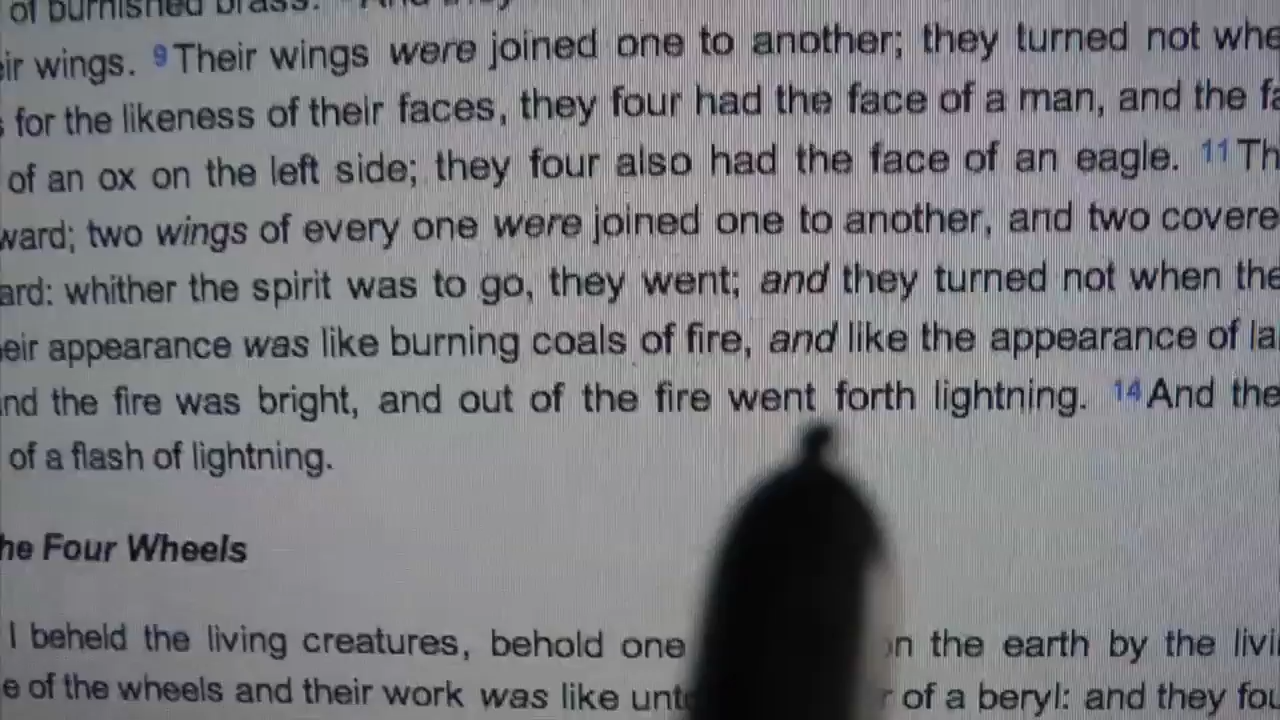 of burnished brass. And they
eir wings. 9 Their wings were joined one to another; they turned not whe
s for the likeness of their faces, they four had the face of a man, and the fa
of an ox on the left side; they four also had the face of an eagle. 11 Th
ward; two wings of every one were joined one to another, and two covere
ard: whither the spirit was to go, they went; and they turned not when the
eir appearance was like burning coals of fire, and like the appearance of la
nd the fire was bright, and out of the fire went forth lightning. 14 And the
of a flash of lightning.
he Four Wheels
I beheld the living creatures, behold one n the earth by the livi
e of the wheels and their work was like unto r of a beryl: and they fou